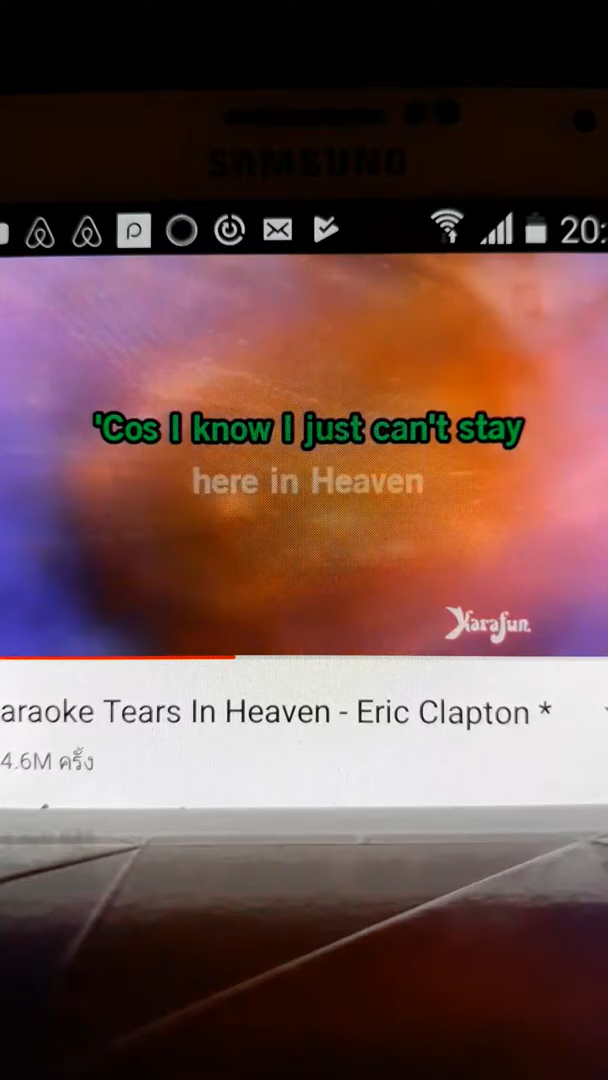 SAMSUNG
20:
'Cos I know I just can't stay
here in Heaven
Karafun
araoke Tears In Heaven - Eric Clapton *
4.6M ครั้ง